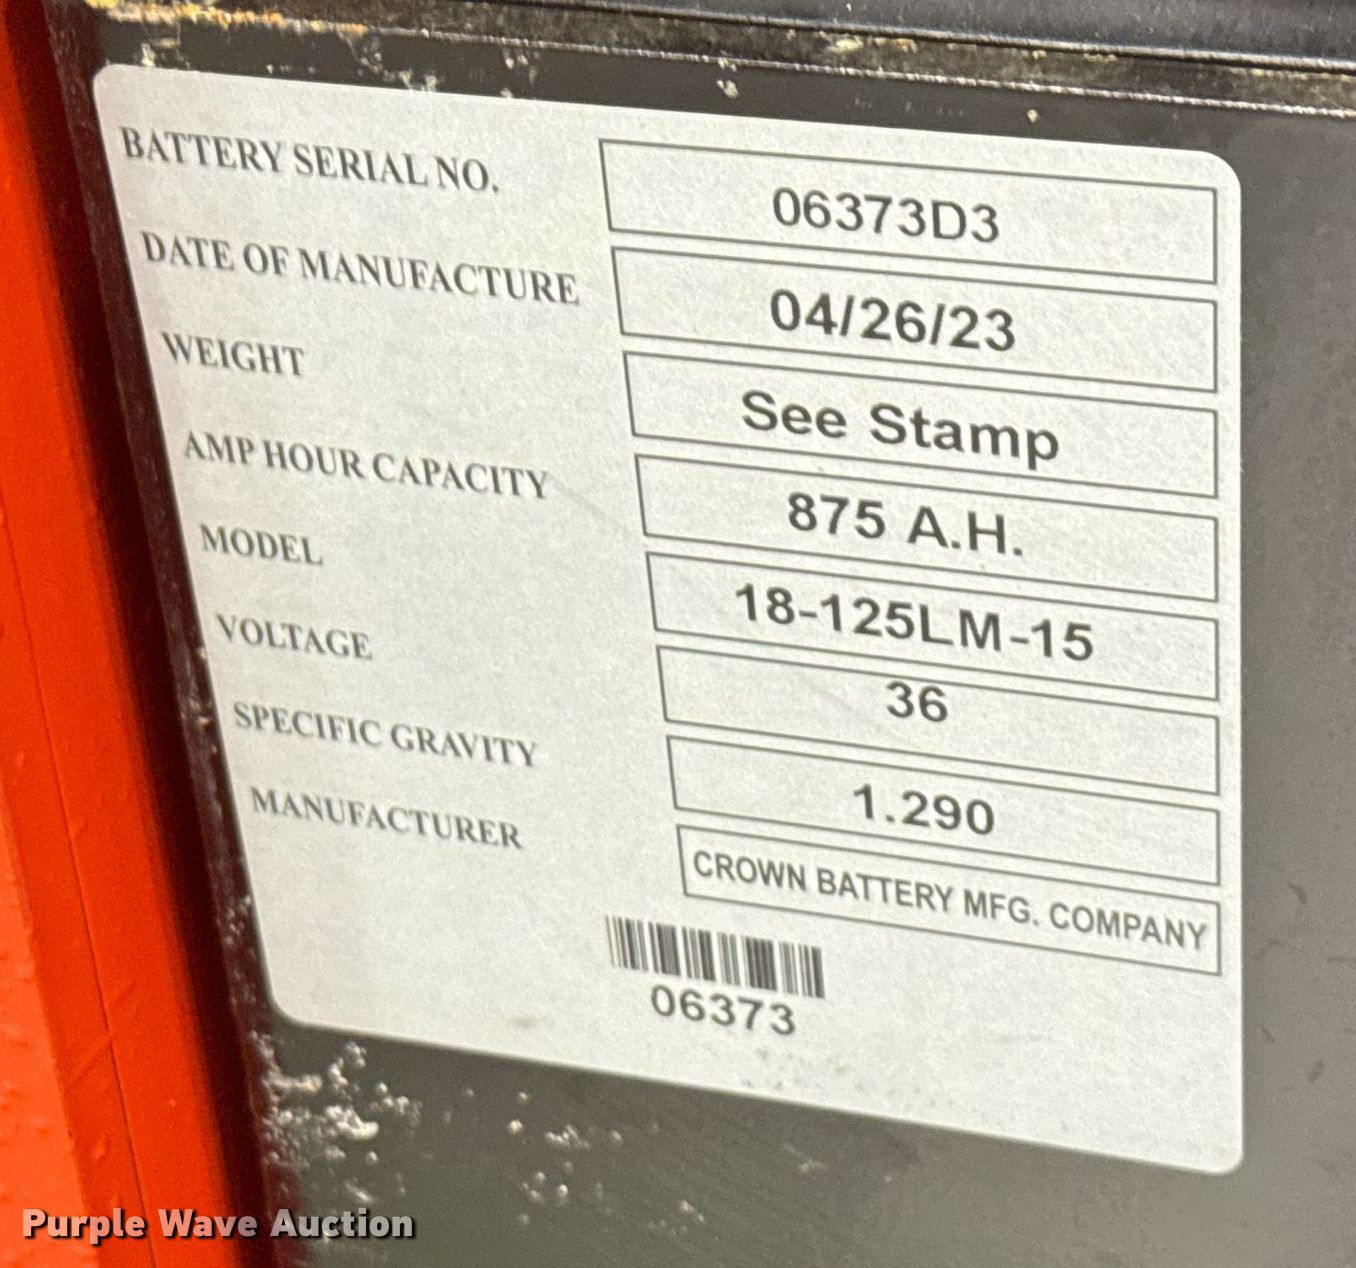 BATTERY SERIAL NO. 06373D3
DATE OF MANUFACTURE 04/26/23
WEIGHT See Stamp
AMP HOUR CAPACITY 875 A.H.
MODEL 18-125LM-15
VOLTAGE 36
SPECIFIC GRAVITY 1.290
MANUFACTURER CROWN BATTERY MFG. COMPANY
06373
Purple Wave Auction